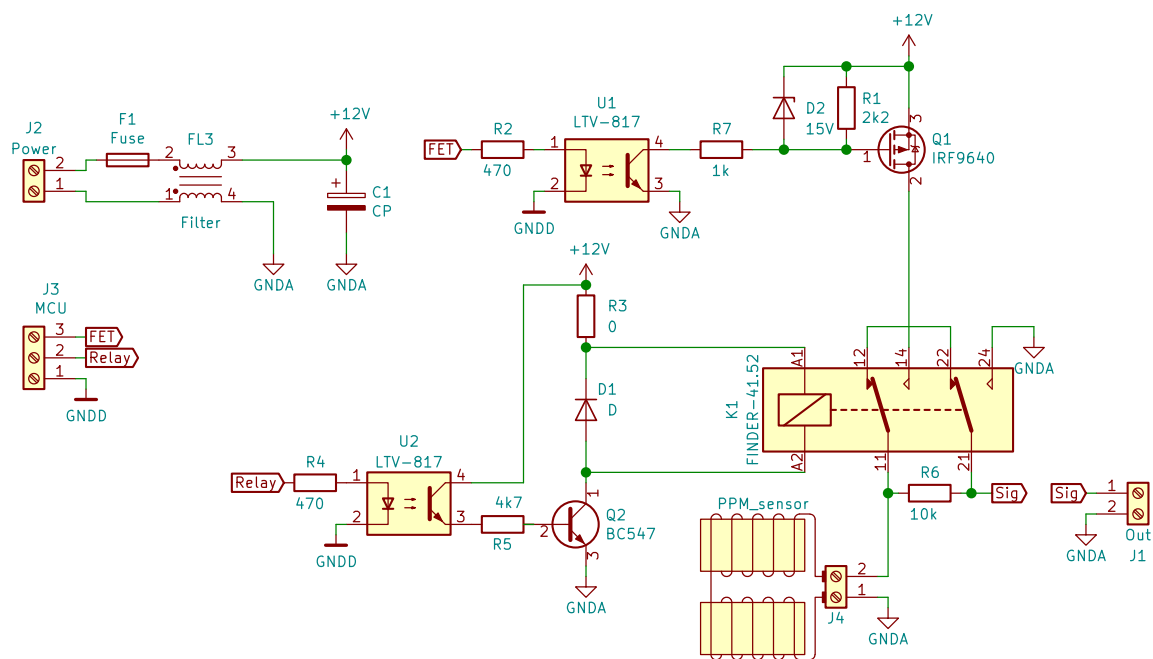 +12V
J2
Power
2
1
F1
Fuse
FL3
2
3
1
4
Filter
+12V
+
C1
CP
GNDA
GNDA
FET
R2
470
U1
LTV-817
1
2
4
3
GNDD
GNDA
R7
1k
D2
15V
R1
2k2
3
1
2
Q1
IRF9640
J3
MCU
3
FET
2
Relay
1
GNDD
+12V
R3
0
D1
D
Relay
R4
470
U2
LTV-817
1
2
4
3
GNDD
4k7
R5
1
2
3
Q2
BC547
GNDA
K1
FINDER-41.52
A1
A2
12
14
22
24
11
21
GNDA
R6
10k
Sig
Sig
1
2
Out
J1
GNDA
PPM_sensor
2
1
J4
GNDA